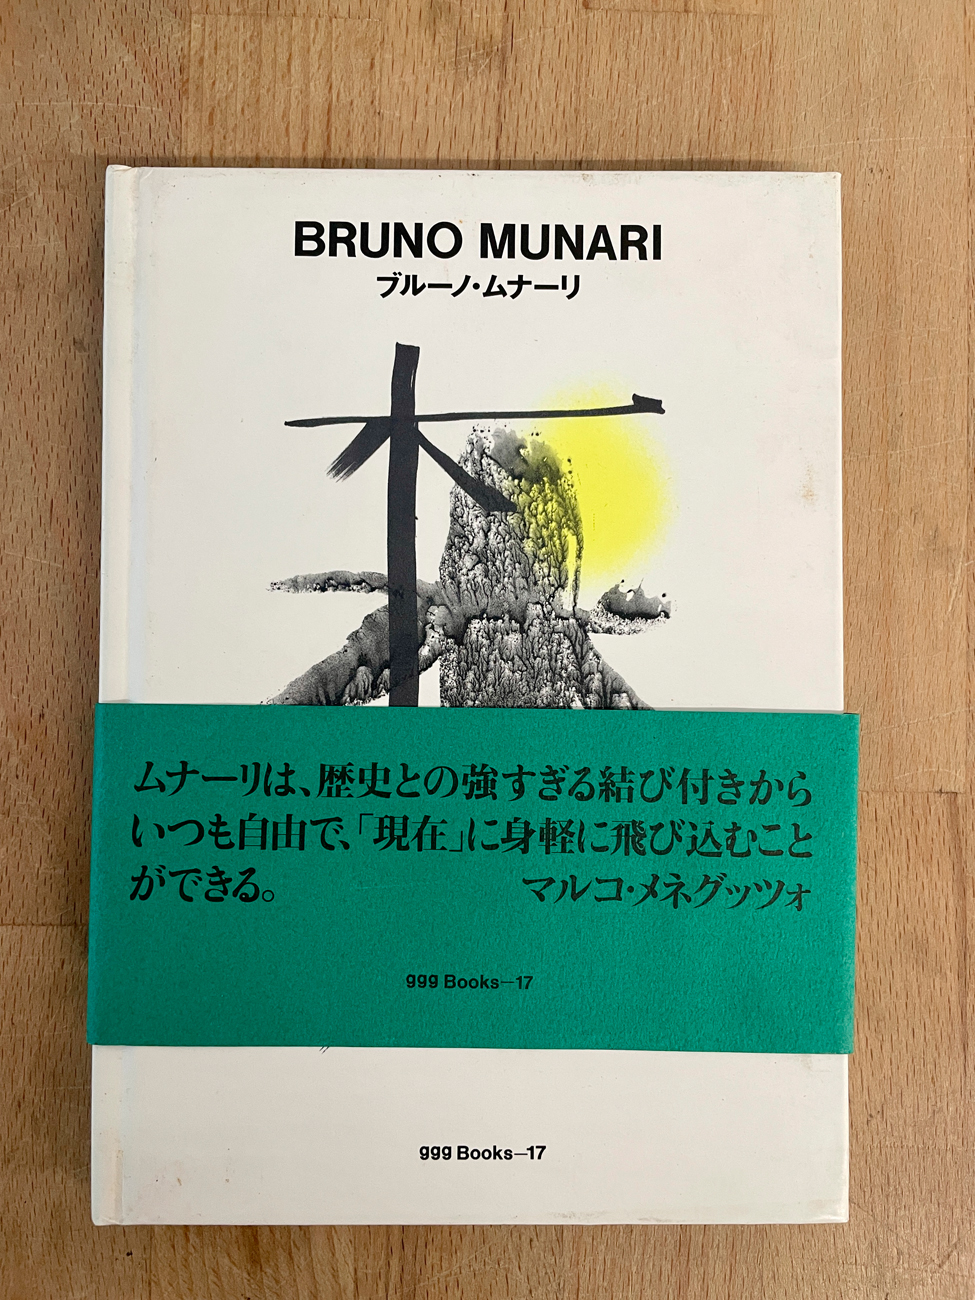 BRUNO MUNARI
ブルーノ・ムナーリ
ムナーリは、歴史との強すぎる結び付きから
いつも自由で、「現在」に身軽に飛び込むこと
ができる。 マルコ・メネグッツォ
ggg Books—17
ggg Books—17